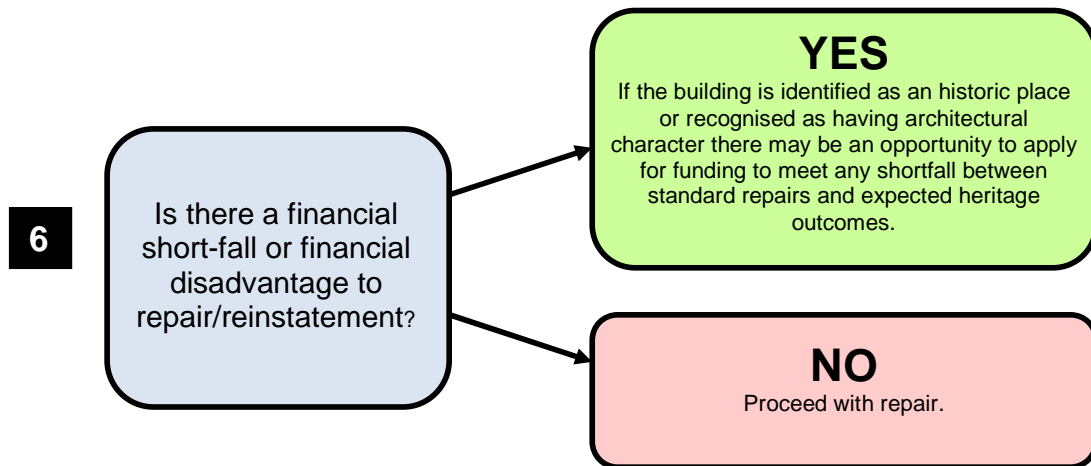 6
Is there a financial
short-fall or financial
disadvantage to
repair/reinstatement?
YES
If the building is identified as an historic place
or recognised as having architectural
character there may be an opportunity to apply
for funding to meet any shortfall between
standard repairs and expected heritage
outcomes.
NO
Proceed with repair.